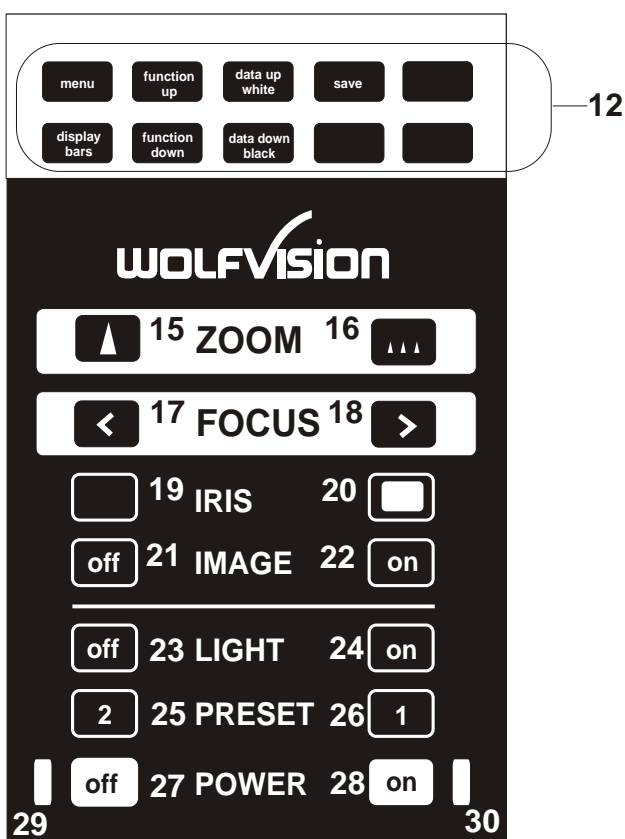 menu function up data up white save
12
display bars function down data down black
WOLFVISION
15 ZOOM 16
< 17 FOCUS 18 >
19 IRIS 20
off 21 IMAGE 22 on
off 23 LIGHT 24 on
2 25 PRESET 26 1
off 27 POWER 28 on
29 30